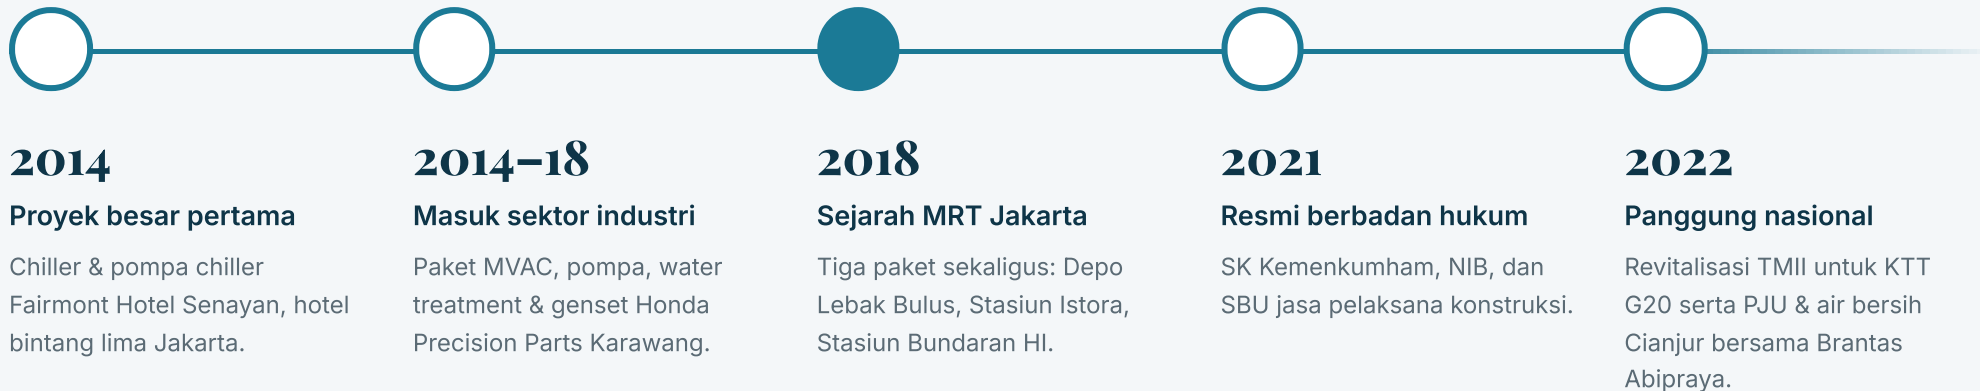 2014
Proyek besar pertama
Chiller & pompa chiller
Fairmont Hotel Senayan, hotel
bintang lima Jakarta.
2014–18
Masuk sektor industri
Paket MVAC, pompa, water
treatment & genset Honda
Precision Parts Karawang.
2018
Sejarah MRT Jakarta
Tiga paket sekaligus: Depo
Lebak Bulus, Stasiun Istora,
Stasiun Bundaran HI.
2021
Resmi berbadan hukum
SK Kemenkumham, NIB, dan
SBU jasa pelaksana konstruksi.
2022
Panggung nasional
Revitalisasi TMII untuk KTT
G20 serta PJU & air bersih
Cianjur bersama Brantas
Abipraya.